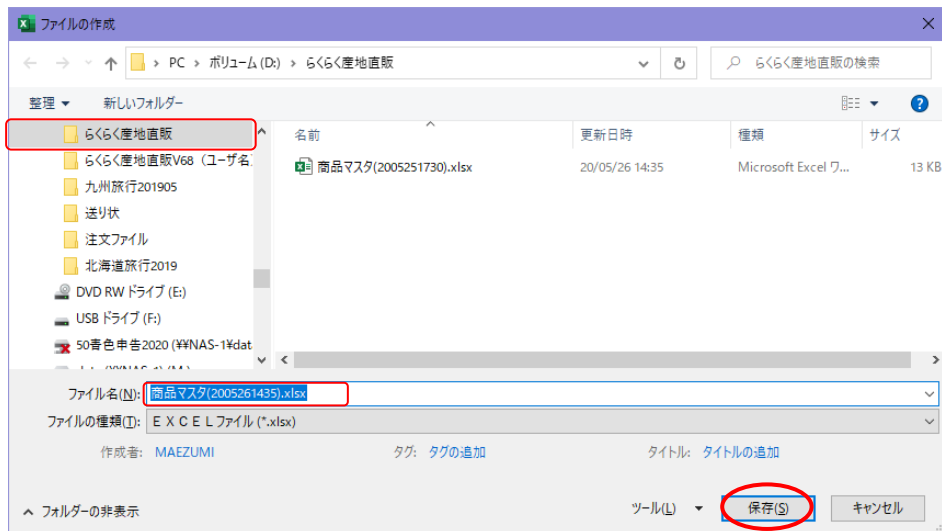 ファイルの作成
PC › ボリューム (D:) › らくらく産地直販
らくらく産地直販の検索
整理 新しいフォルダー
らくらく産地直販
らくらく産地直販V68（ユーザ名
九州旅行201905
送り状
注文ファイル
北海道旅行2019
DVD RW ドライブ (E:)
USB ドライブ (F:)
50青色申告2020 (¥¥NAS-1¥dat
名前 更新日時 種類 サイズ
商品マスタ(2005251730).xlsx 20/05/26 14:35 Microsoft Excel ワ... 13 KB
ファイル名(N): 商品マスタ(2005261435).xlsx
ファイルの種類(T): ＥＸＣＥＬファイル (*.xlsx)
作成者: MAEZUMI タグ: タグの追加 タイトル: タイトルの追加
フォルダーの非表示 ツール(L) 保存(S) キャンセル